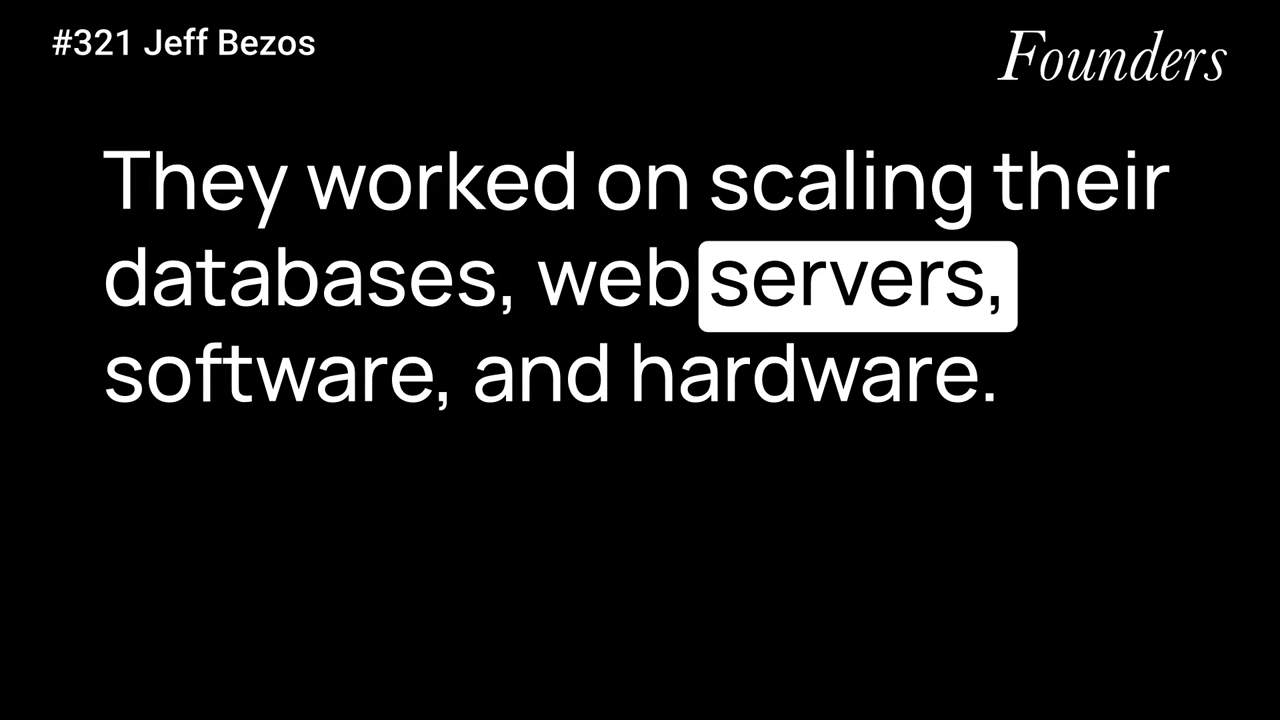 #321 Jeff Bezos
Founders
They worked on scaling their
databases, web servers,
software, and hardware.